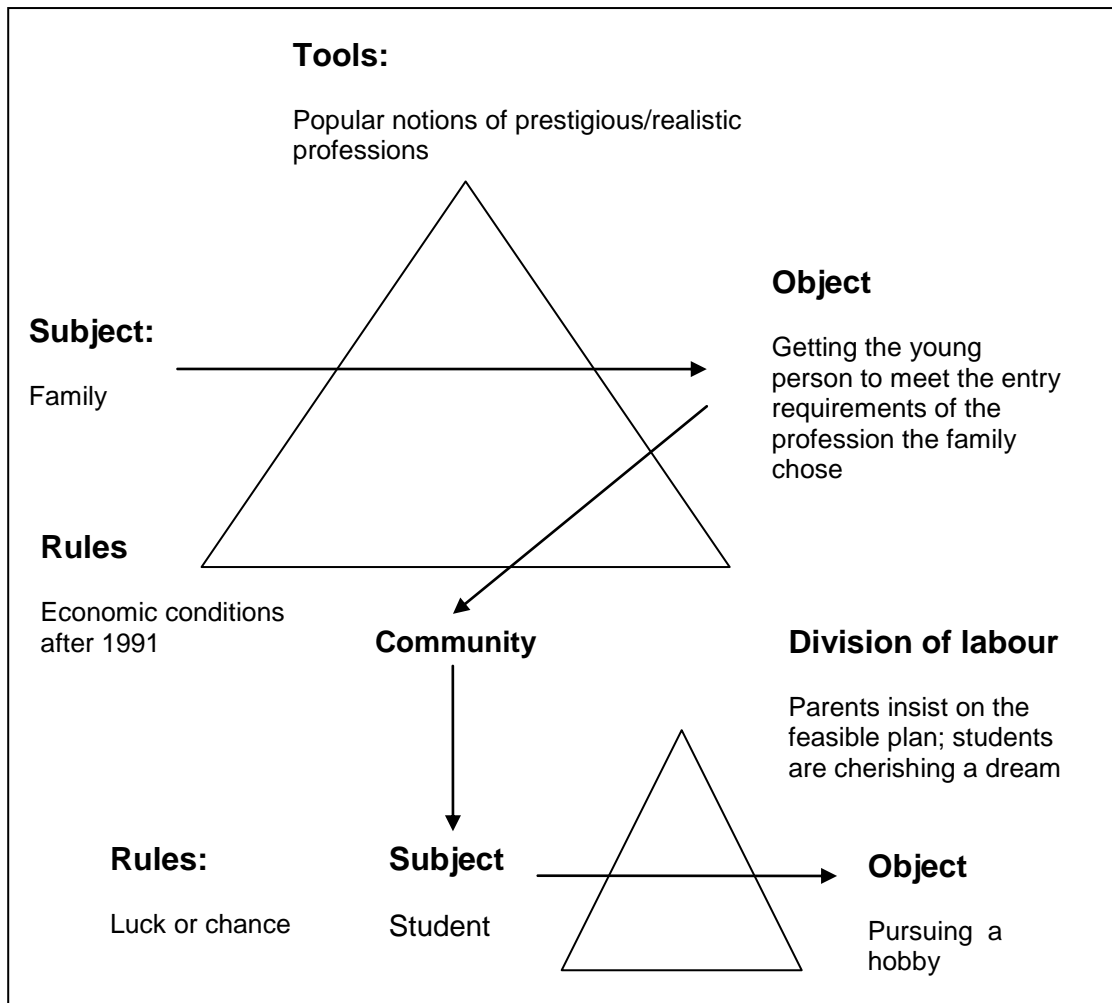 Tools:
Popular notions of prestigious/realistic
professions
Subject:
Family
Object
Getting the young
person to meet the entry
requirements of the
profession the family
chose
Rules
Economic conditions
after 1991
Community
Division of labour
Parents insist on the
feasible plan; students
are cherishing a dream
Rules:
Luck or chance
Subject
Student
Object
Pursuing a
hobby